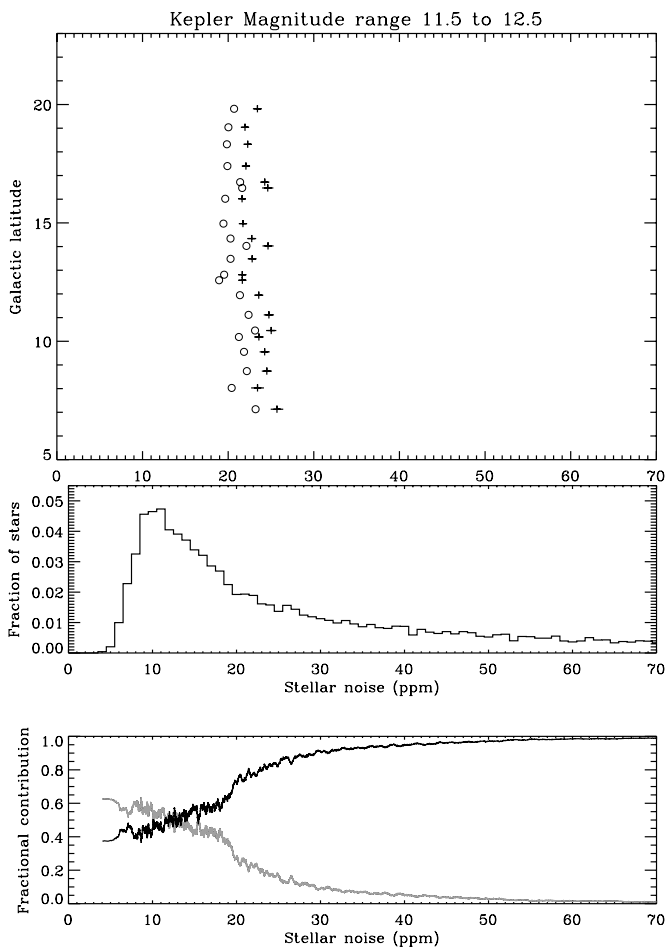 Kepler Magnitude range 11.5 to 12.5
Galactic latitude
20
15
10
5
0 10 20 30 40 50 60 70
Fraction of stars
0.05
0.04
0.03
0.02
0.01
0.00
0 10 20 30 40 50 60 70
Stellar noise (ppm)
Fractional contribution
1.0
0.8
0.6
0.4
0.2
0.0
0 10 20 30 40 50 60 70
Stellar noise (ppm)